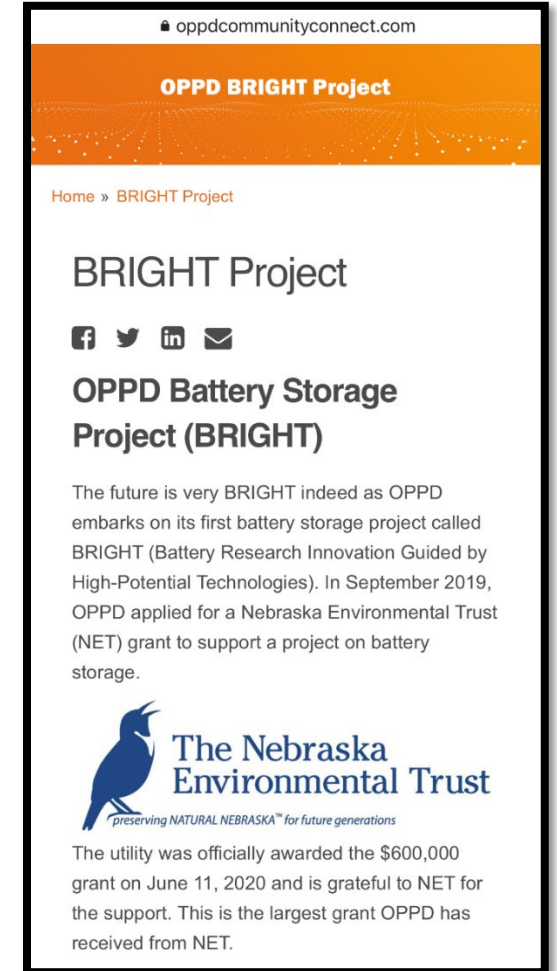 oppdcommunityconnect.com
OPPD BRIGHT Project
Home » BRIGHT Project
BRIGHT Project
OPPD Battery Storage
Project (BRIGHT)
The future is very BRIGHT indeed as OPPD
embarks on its first battery storage project called
BRIGHT (Battery Research Innovation Guided by
High-Potential Technologies). In September 2019,
OPPD applied for a Nebraska Environmental Trust
(NET) grant to support a project on battery
storage.
The Nebraska
Environmental Trust
preserving NATURAL NEBRASKA™ for future generations
The utility was officially awarded the $600,000
grant on June 11, 2020 and is grateful to NET for
the support. This is the largest grant OPPD has
received from NET.